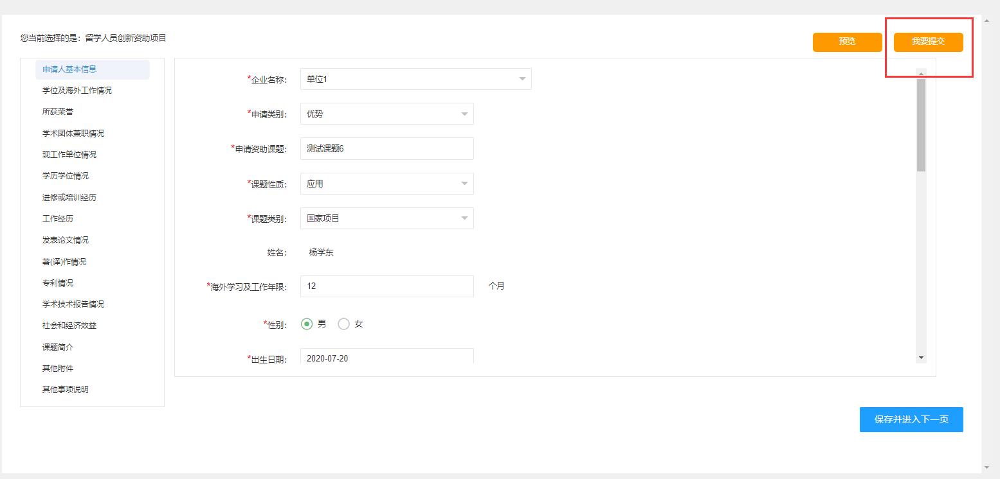 您当前选择的是：留学人员创新资助项目
预览
我要提交
申请人基本信息
学位及海外工作情况
所获荣誉
学术团体兼职情况
现工作单位情况
学历学位情况
进修或培训经历
工作经历
发表论文情况
著(译)作情况
专利情况
学术技术报告情况
社会和经济效益
课题简介
其他附件
其他事项说明
*企业名称： 单位1
*申请类别： 优势
*申请资助课题： 测试课题6
*课题性质： 应用
*课题类别： 国家项目
姓名： 杨学东
*海外学习及工作年限： 12 个月
*性别： 男 女
*出生日期： 2020-07-20
保存并进入下一页